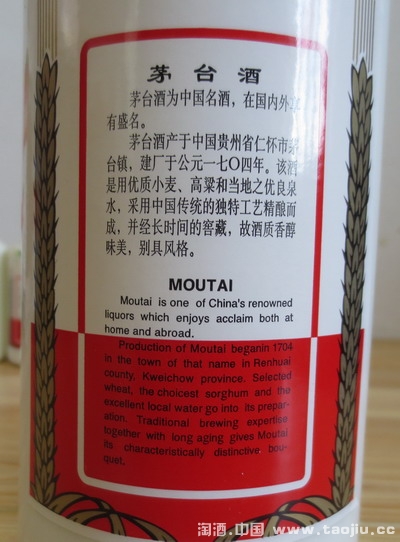 茅台酒
茅台酒为中国名酒，在国内外享
有盛名。
茅台酒产于中国贵州省仁怀市茅
台镇，建厂于公元一七〇四年。该酒
是用优质小麦、高粱和当地之优良泉
水，采用中国传统的独特工艺精酿而
成，并经长时间的窖藏，故酒质香醇
味美，别具风格。
MOUTAI
Moutai is one of China's renowned
liquors which enjoys acclaim both at
home and abroad.
Production of Moutai beganin 1704
in the town of that name in Renhuai
county, Kweichow province. Selected
wheat, the choicest sorghum and the
excellent local water go into its prepar-
ation. Traditional brewing expertise
together with long aging gives Moutai
its characteristically distinctive bou-
quet.
淘酒.中国 www.taojiu.cc